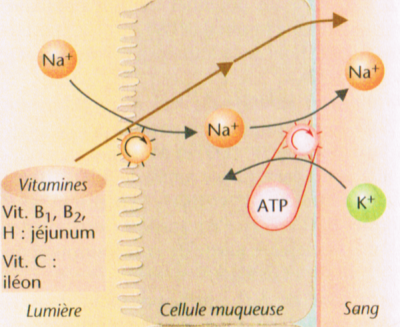 Na⁺
Na⁺
Na⁺
Vitamines
Vit. B₁, B₂,
H : jéjunum
Vit. C :
iléon
ATP
K⁺
Lumière
Cellule muqueuse
Sang